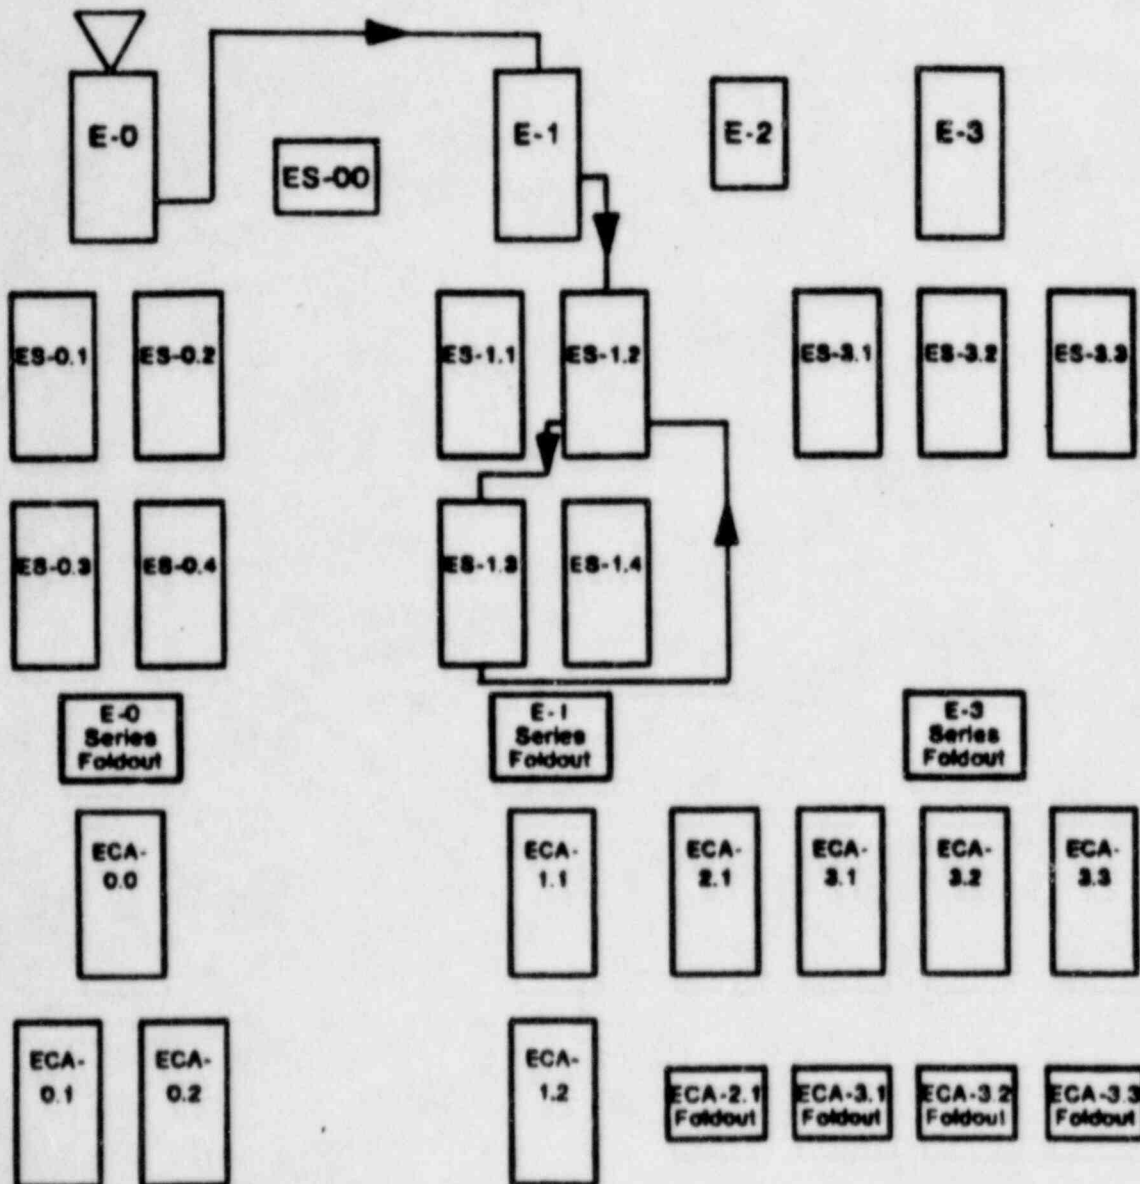 E-0
ES-00
E-1
E-2
E-3
ES-0.1
ES-0.2
ES-1.1
ES-1.2
ES-3.1
ES-3.2
ES-3.3
ES-0.3
ES-0.4
ES-1.3
ES-1.4
E-0
Series
Foldout
E-1
Series
Foldout
E-3
Series
Foldout
ECA-
0.0
ECA-
1.1
ECA-
2.1
ECA-
3.1
ECA-
3.2
ECA-
3.3
ECA-
0.1
ECA-
0.2
ECA-
1.2
ECA-2.1
Foldout
ECA-3.1
Foldout
ECA-3.2
Foldout
ECA-3.3
Foldout